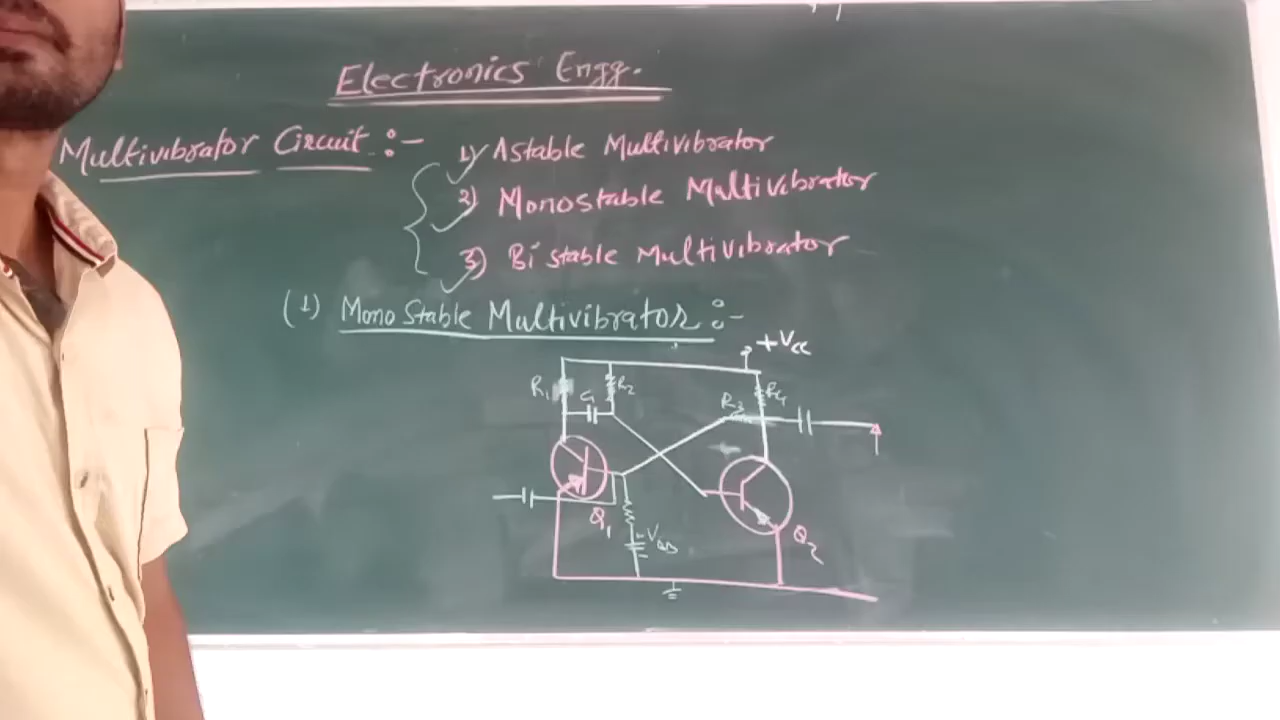 Electronics Engg.
Multivibrator Circuit :- 1) Astable Multivibrator
2) Monostable Multivibrator
3) Bi stable Multivibrator
(1) Mono Stable Multivibrator :-
+Vcc
R1 C1 R2 R3 R4
Q1 -VBB Q2